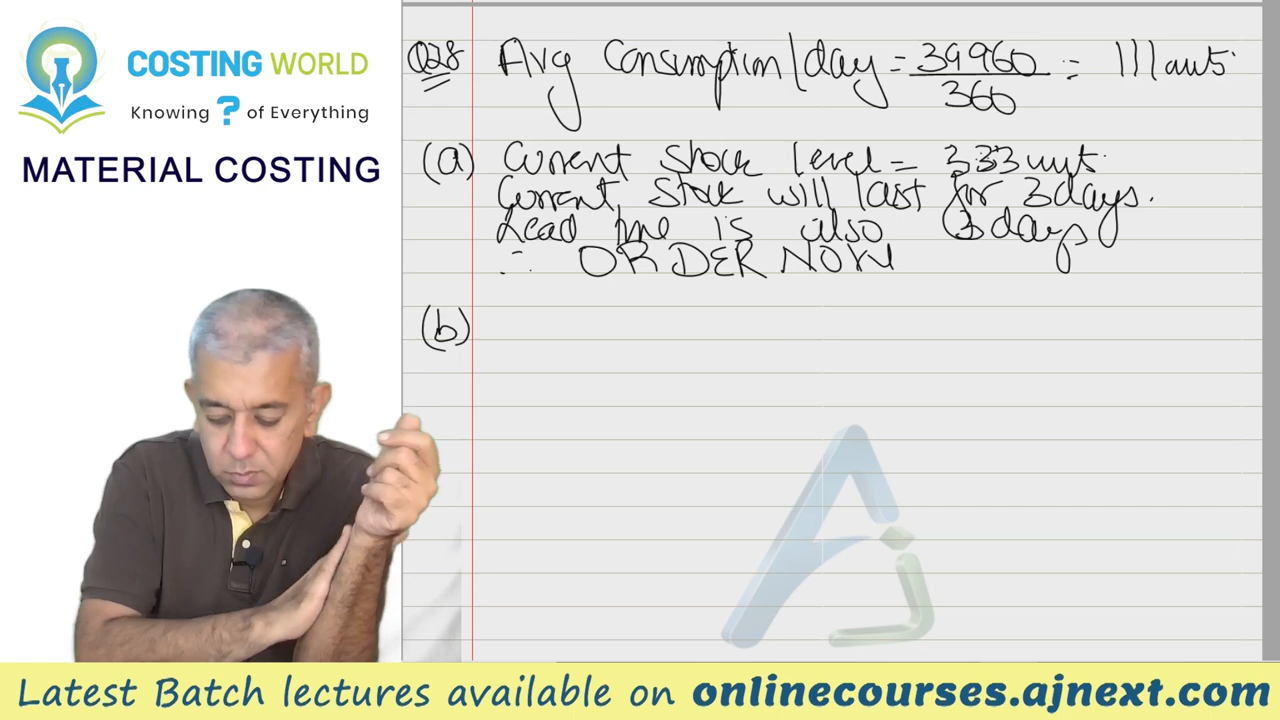 COSTING WORLD
Knowing ? of Everything
MATERIAL COSTING
Q28 Avg Consumption/day = 39960 / 360 = 111 units.
(a) Current stock level = 333 units.
Current stock will last for 3 days.
Lead time is also 3 days
∴ ORDER NOW
(b)
Latest Batch lectures available on onlinecourses.ajnext.com